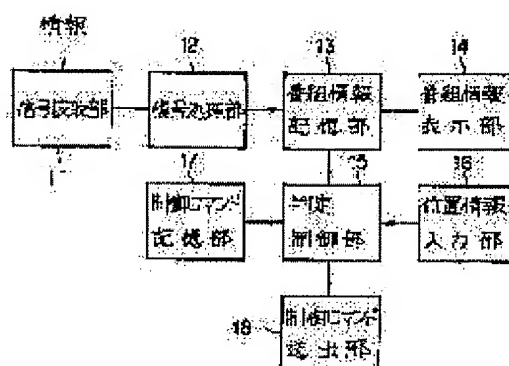 情報
12 13 14
信号受取部 信号処理部 番組情報 番組情報
記憶部 表示部
17 15 16
制御コマンド 判定 位置情報
記憶部 制御部 入力部
制御コマンド
18 送出部